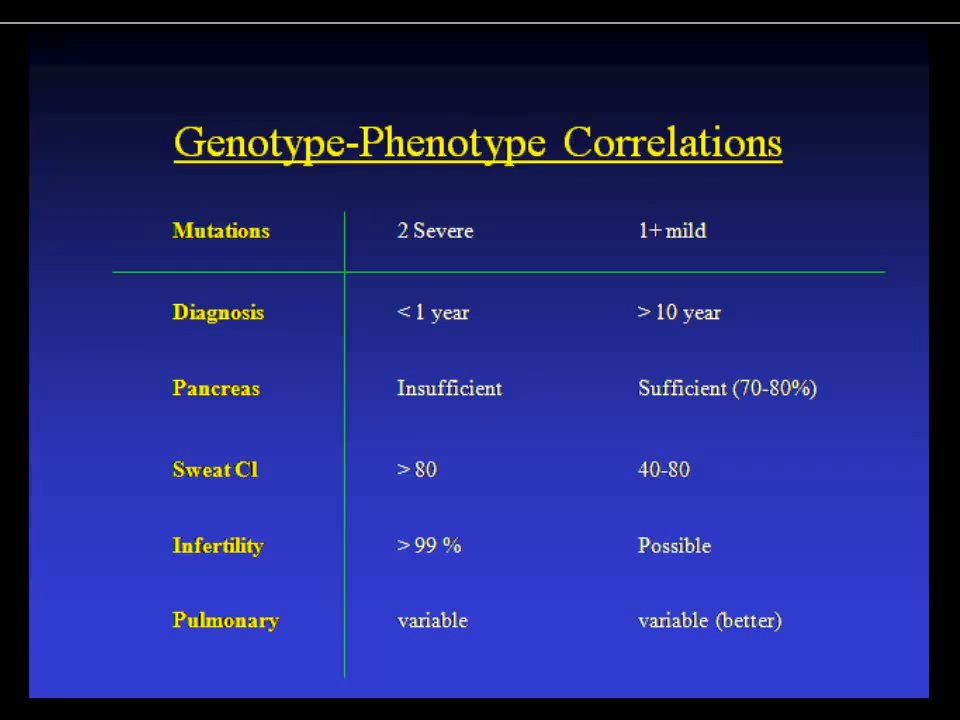 Genotype-Phenotype Correlations
Mutations 2 Severe 1+ mild
Diagnosis < 1 year > 10 year
Pancreas Insufficient Sufficient (70-80%)
Sweat Cl > 80 40-80
Infertility > 99 % Possible
Pulmonary variable variable (better)